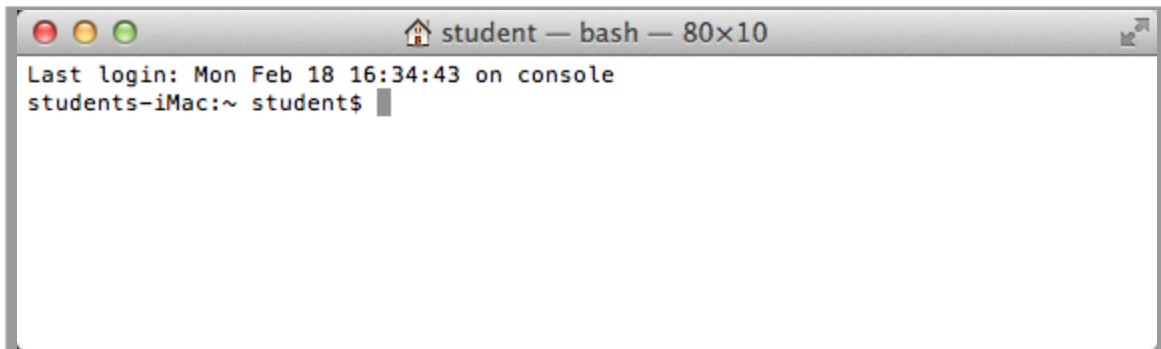 student — bash — 80×10
Last login: Mon Feb 18 16:34:43 on console
students-iMac:~ student$